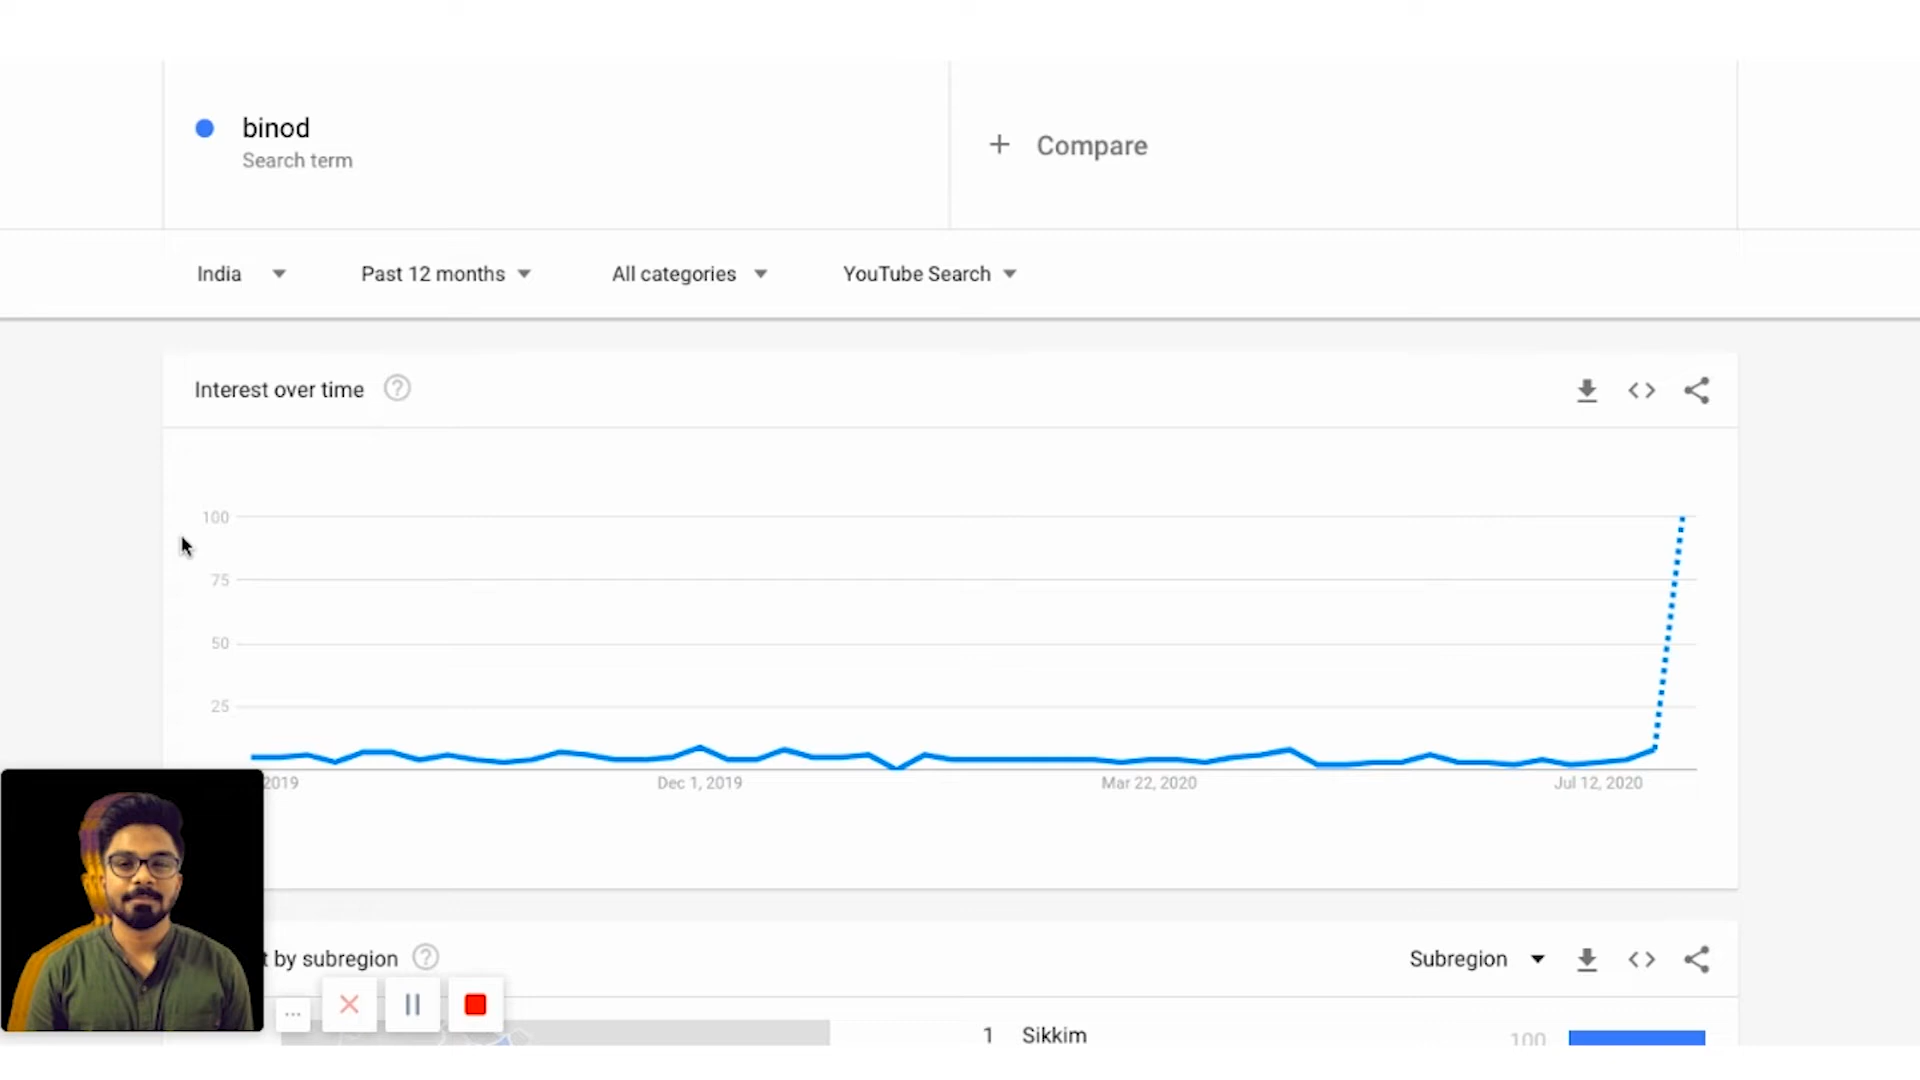 binod
Search term
+ Compare
India
Past 12 months
All categories
YouTube Search
Interest over time
100
75
50
25
2019
Dec 1, 2019
Mar 22, 2020
Jul 12, 2020
t by subregion
Subregion
1 Sikkim 100